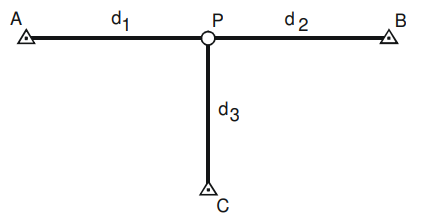 A d₁ P d₂ B
d₃
C